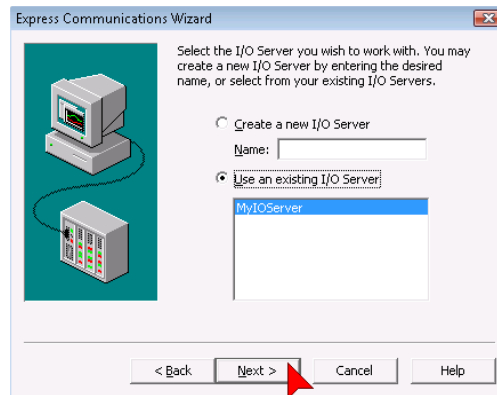 Express Communications Wizard
Select the I/O Server you wish to work with. You may
create a new I/O Server by entering the desired
name, or select from your existing I/O Servers.
Create a new I/O Server
Name:
Use an existing I/O Server
MyIOServer
< Back
Next >
Cancel
Help